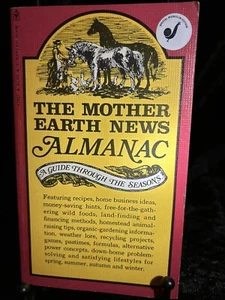 THE MOTHER
EARTH NEWS
ALMANAC
A GUIDE THROUGH THE SEASONS
Featuring recipes, home business ideas,
money-saving hints, free-for-the-gath-
ering wild foods, land-finding and
financing methods, homestead animal-
raising tips, organic-gardening informa-
tion, weather lore, recycling projects,
games, pastimes, formulas, alternative
power concepts, down-home problem-
solving and satisfying lifestyles for
spring, summer, autumn and winter.